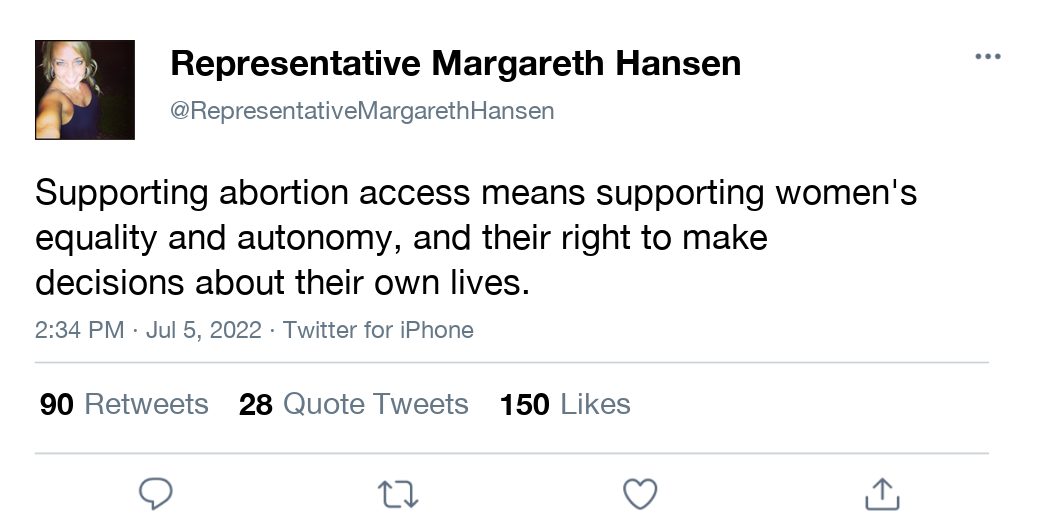 Representative Margareth Hansen
@RepresentativeMargarethHansen
Supporting abortion access means supporting women's
equality and autonomy, and their right to make
decisions about their own lives.
2:34 PM · Jul 5, 2022 · Twitter for iPhone
90 Retweets 28 Quote Tweets 150 Likes